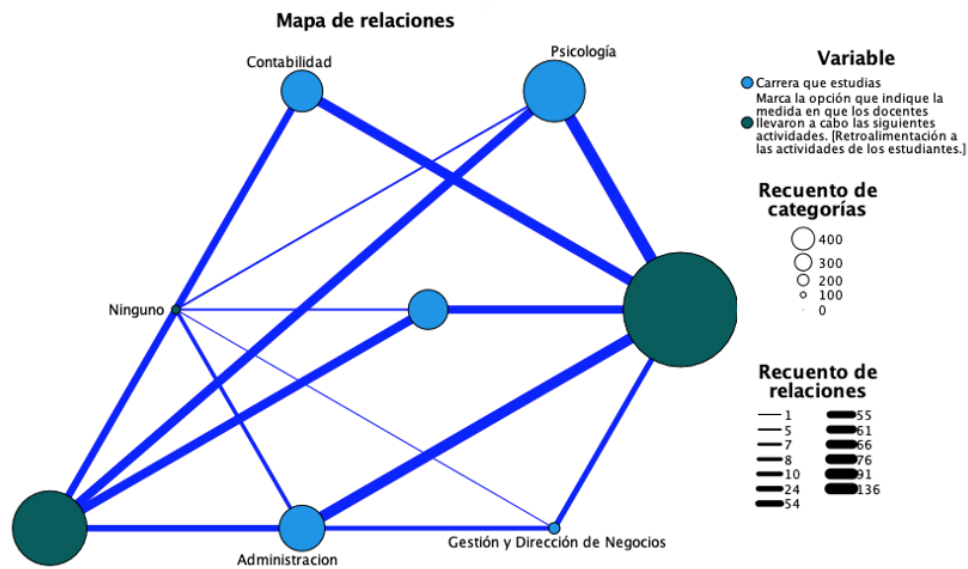 Mapa de relaciones
Contabilidad
Psicología
Ninguno
Administracion
Gestión y Dirección de Negocios
Variable
Carrera que estudias
Marca la opción que indique la
medida en que los docentes
llevaron a cabo las siguientes
actividades. [Retroalimentación a
las actividades de los estudiantes.]
Recuento de
categorías
400
300
200
100
0
Recuento de
relaciones
1
5
7
8
10
24
54
55
61
66
76
91
136